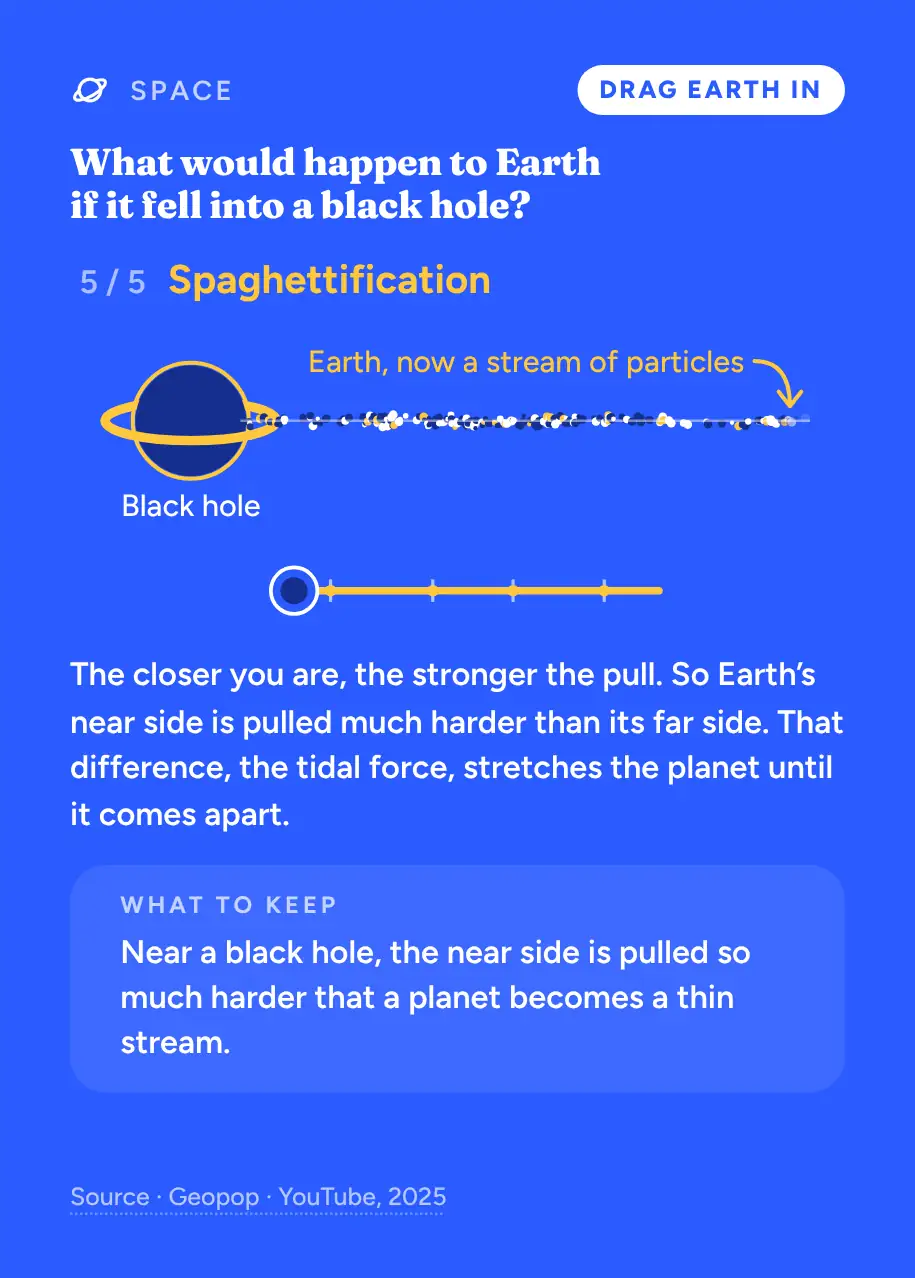 SPACE
DRAG EARTH IN
What would happen to Earth
if it fell into a black hole?
5 / 5 Spaghettification
Earth, now a stream of particles
Black hole
The closer you are, the stronger the pull. So Earth’s
near side is pulled much harder than its far side. That
difference, the tidal force, stretches the planet until
it comes apart.
WHAT TO KEEP
Near a black hole, the near side is pulled so
much harder that a planet becomes a thin
stream.
Source · Geopop · YouTube, 2025